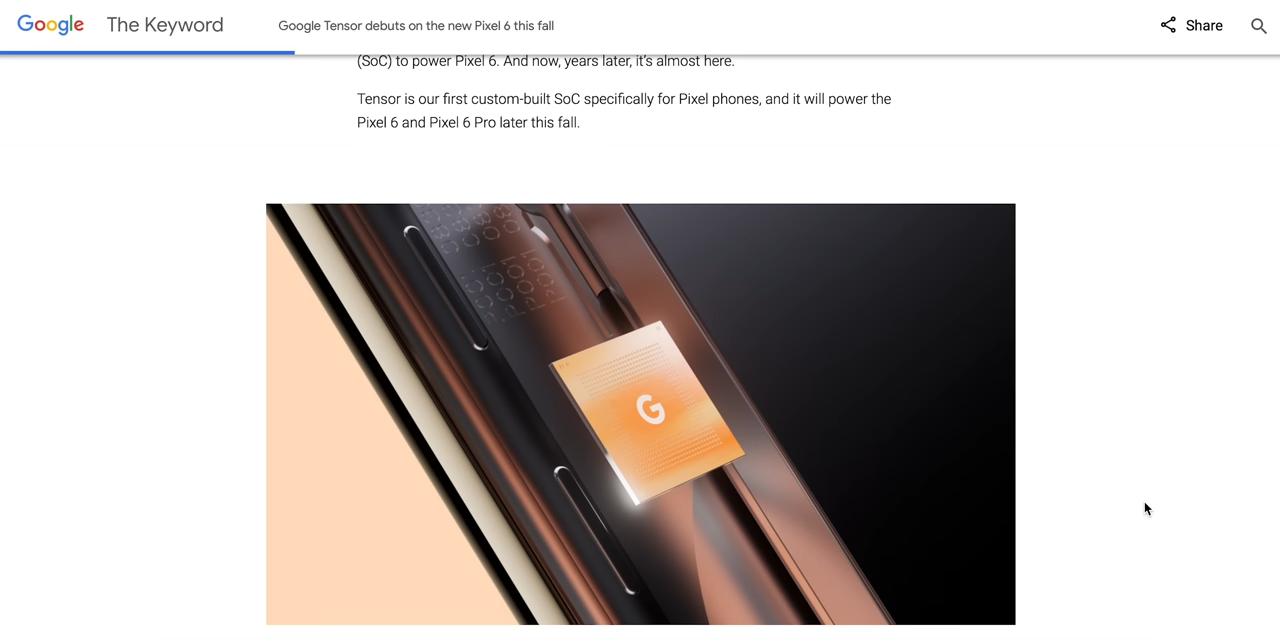 Google The Keyword
Google Tensor debuts on the new Pixel 6 this fall
Share
(SoC) to power Pixel 6. And now, years later, it’s almost here.
Tensor is our first custom-built SoC specifically for Pixel phones, and it will power the
Pixel 6 and Pixel 6 Pro later this fall.
G